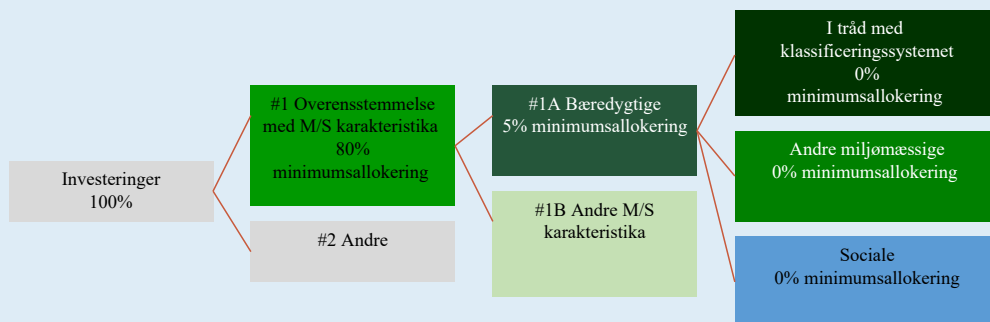 Investeringer
100%
#1 Overensstemmelse
med M/S karakteristika
80%
minimumsallokering
#2 Andre
#1A Bæredygtige
5% minimumsallokering
#1B Andre M/S
karakteristika
I tråd med
klassificeringssystemet
0%
minimumsallokering
Andre miljømæssige
0% minimumsallokering
Sociale
0% minimumsallokering